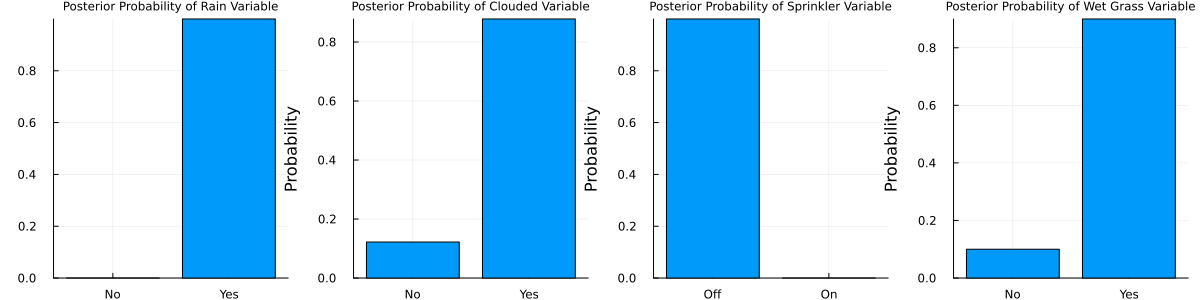 Posterior Probability of Rain Variable
0.8
0.6
0.4
0.2
0.0
No Yes
Posterior Probability of Clouded Variable
Probability
0.8
0.6
0.4
0.2
0.0
No Yes
Posterior Probability of Sprinkler Variable
Probability
0.8
0.6
0.4
0.2
0.0
Off On
Posterior Probability of Wet Grass Variable
Probability
0.8
0.6
0.4
0.2
0.0
No Yes